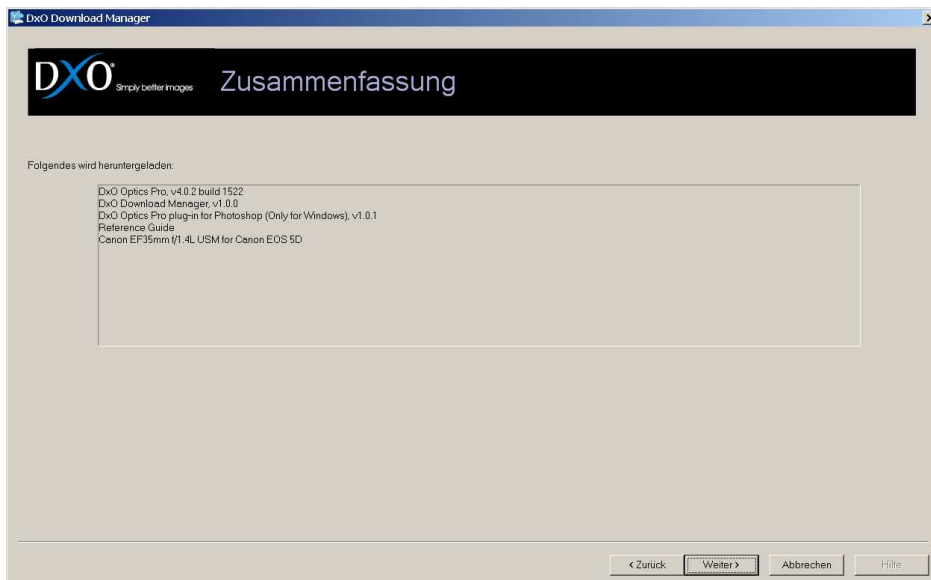 DxO Download Manager
DXO Simply better images
Zusammenfassung
Folgendes wird heruntergeladen:
DxO Optics Pro, v4.0.2 build 1522
DxO Download Manager, v1.0.0
DxO Optics Pro plug-in for Photoshop (Only for Windows), v1.0.1
Reference Guide
Canon EF35mm f/1.4L USM for Canon EOS 5D
< Zurück Weiter > Abbrechen Hilfe